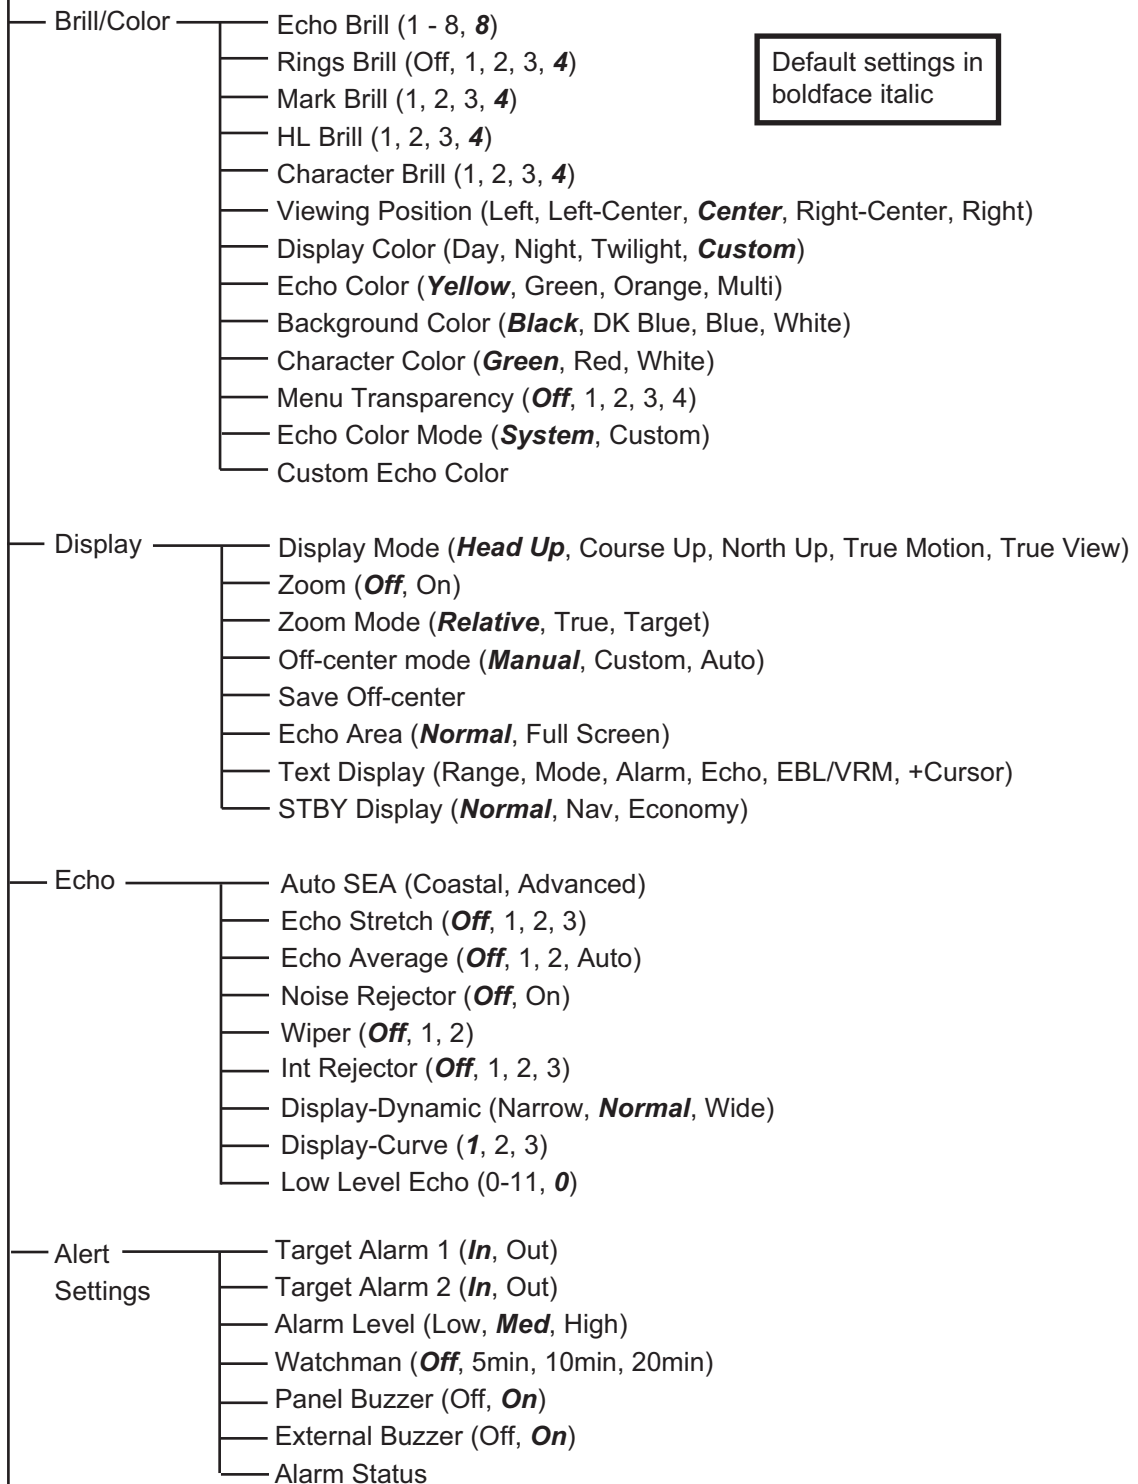 Brill/Color
Echo Brill (1 - 8, 8)
Rings Brill (Off, 1, 2, 3, 4)
Mark Brill (1, 2, 3, 4)
HL Brill (1, 2, 3, 4)
Character Brill (1, 2, 3, 4)
Viewing Position (Left, Left-Center, Center, Right-Center, Right)
Display Color (Day, Night, Twilight, Custom)
Echo Color (Yellow, Green, Orange, Multi)
Background Color (Black, DK Blue, Blue, White)
Character Color (Green, Red, White)
Menu Transparency (Off, 1, 2, 3, 4)
Echo Color Mode (System, Custom)
Custom Echo Color
Default settings in
boldface italic
Display
Display Mode (Head Up, Course Up, North Up, True Motion, True View)
Zoom (Off, On)
Zoom Mode (Relative, True, Target)
Off-center mode (Manual, Custom, Auto)
Save Off-center
Echo Area (Normal, Full Screen)
Text Display (Range, Mode, Alarm, Echo, EBL/VRM, +Cursor)
STBY Display (Normal, Nav, Economy)
Echo
Auto SEA (Coastal, Advanced)
Echo Stretch (Off, 1, 2, 3)
Echo Average (Off, 1, 2, Auto)
Noise Rejector (Off, On)
Wiper (Off, 1, 2)
Int Rejector (Off, 1, 2, 3)
Display-Dynamic (Narrow, Normal, Wide)
Display-Curve (1, 2, 3)
Low Level Echo (0-11, 0)
Alert
Settings
Target Alarm 1 (In, Out)
Target Alarm 2 (In, Out)
Alarm Level (Low, Med, High)
Watchman (Off, 5min, 10min, 20min)
Panel Buzzer (Off, On)
External Buzzer (Off, On)
Alarm Status